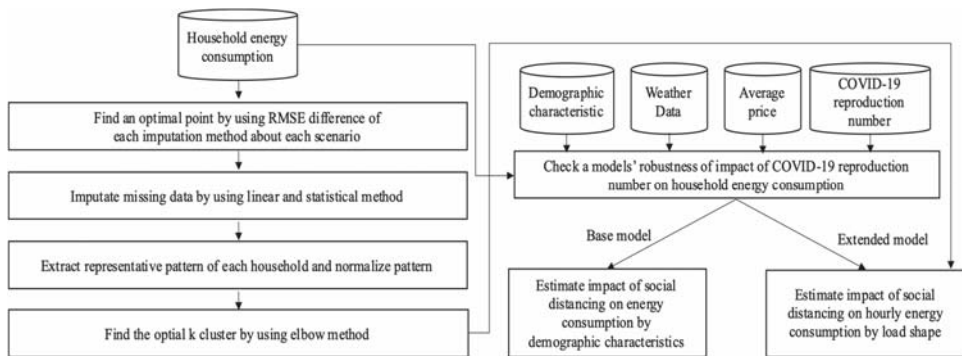 Household energy
consumption
Find an optimal point by using RMSE difference of
each imputation method about each scenario
Imputate missing data by using linear and statistical method
Extract representative pattern of each household and normalize pattern
Find the optial k cluster by using elbow method
Demographic
characteristic
Weather
Data
Average
price
COVID-19
reproduction
number
Check a models' robustness of impact of COVID-19 reproduction
number on household energy consumption
Base model
Extended model
Estimate impact of social
distancing on energy
consumption by
demographic characteristics
Estimate impact of social
distancing on hourly energy
consumption by load shape